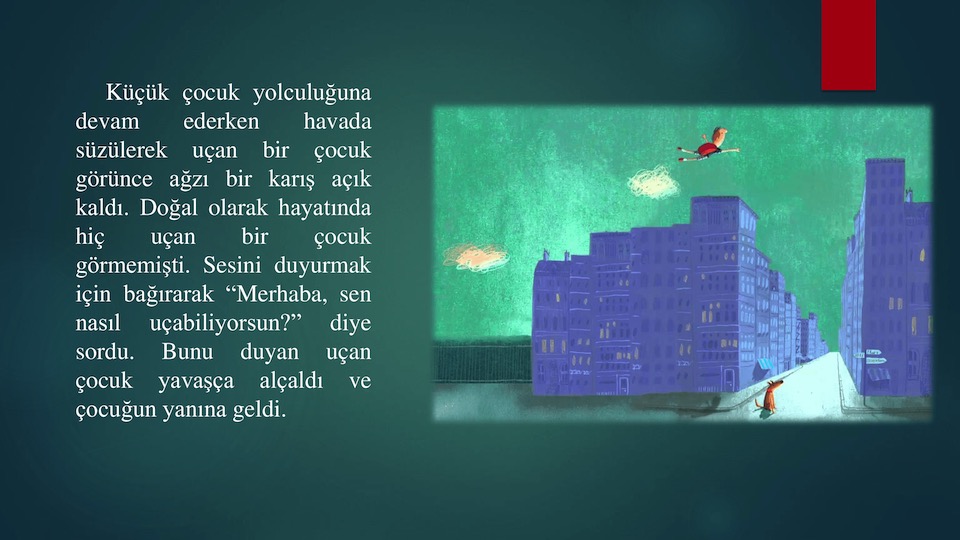 Küçük çocuk yolculuğuna
devam ederken havada
süzülerek uçan bir çocuk
görünce ağzı bir karış açık
kaldı. Doğal olarak hayatında
hiç uçan bir çocuk
görmemişti. Sesini duyurmak
için bağırarak “Merhaba, sen
nasıl uçabiliyorsun?” diye
sordu. Bunu duyan uçan
çocuk yavaşça alçaldı ve
çocuğun yanına geldi.